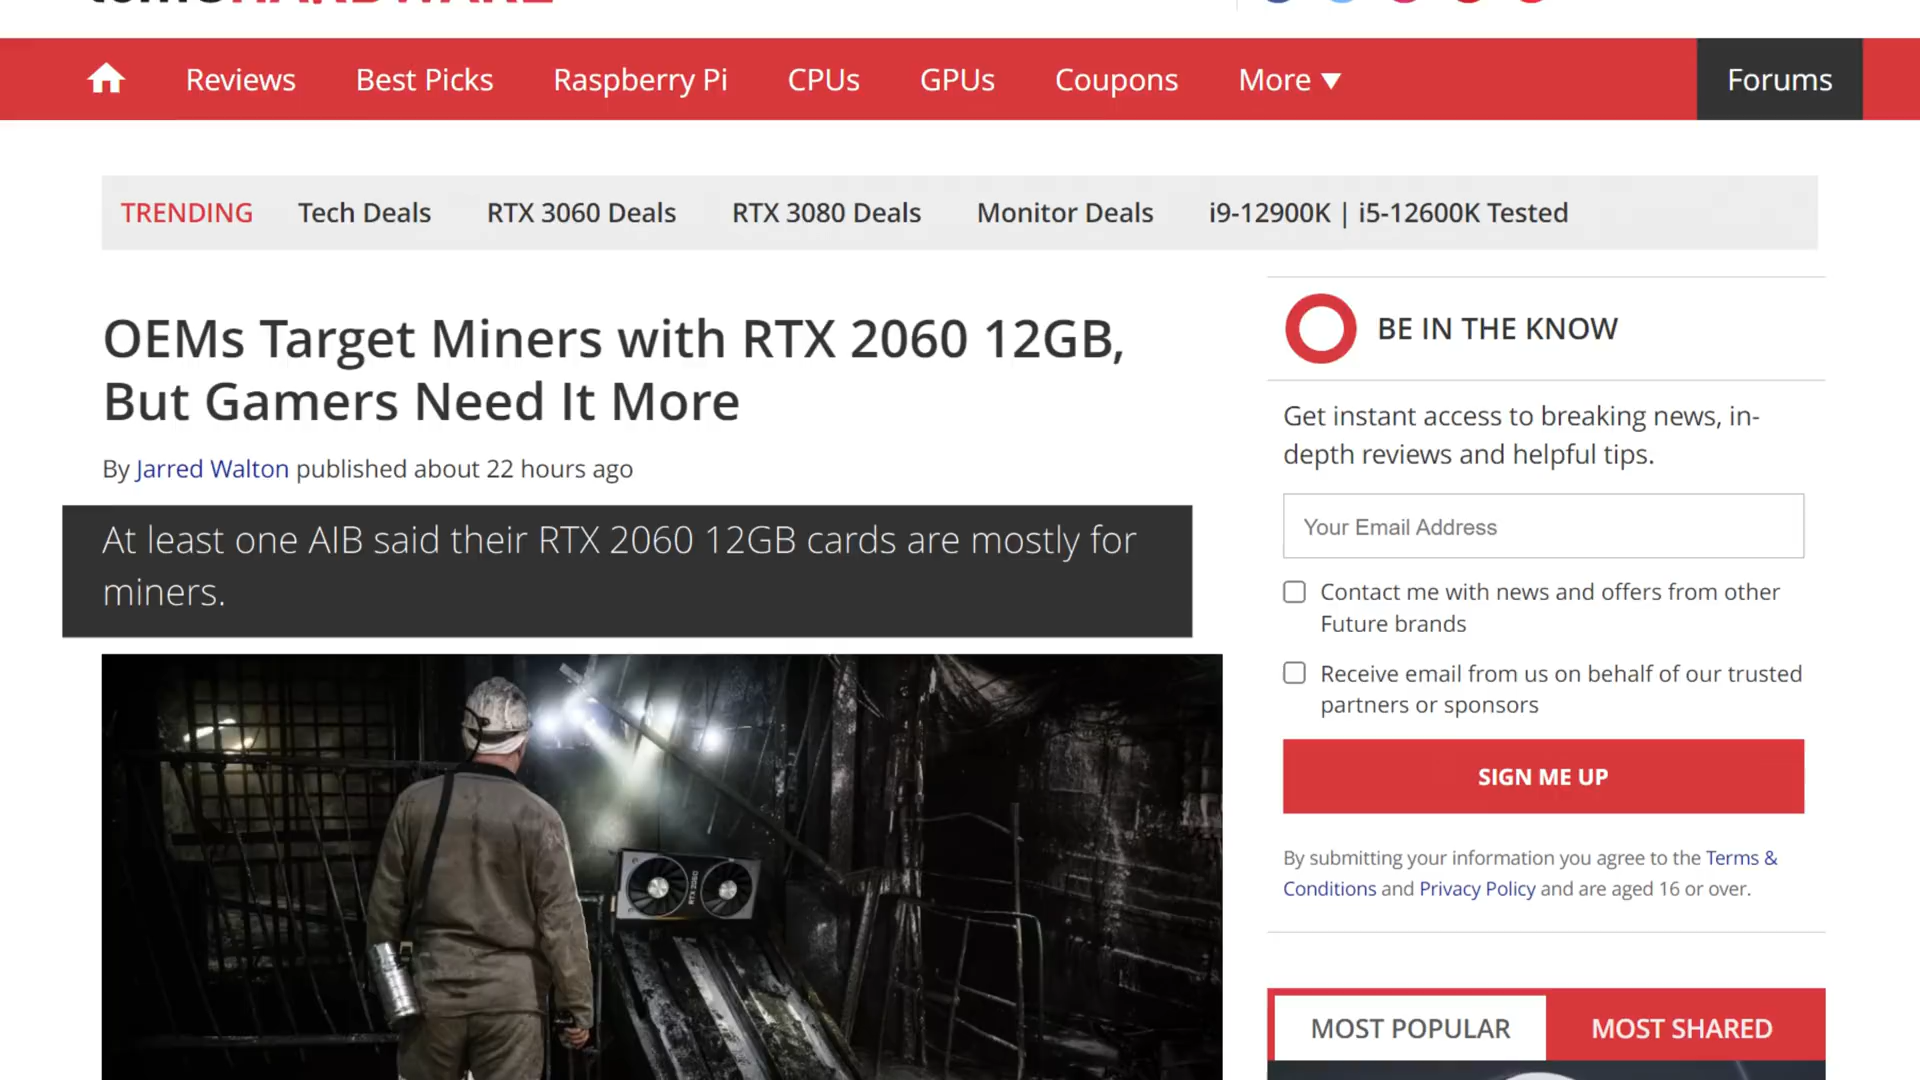 Reviews Best Picks Raspberry Pi CPUs GPUs Coupons More ▼ Forums
TRENDING Tech Deals RTX 3060 Deals RTX 3080 Deals Monitor Deals i9-12900K | i5-12600K Tested
OEMs Target Miners with RTX 2060 12GB,
But Gamers Need It More
By Jarred Walton published about 22 hours ago
At least one AIB said their RTX 2060 12GB cards are mostly for
miners.
RTX 2060
BE IN THE KNOW
Get instant access to breaking news, in-
depth reviews and helpful tips.
Your Email Address
Contact me with news and offers from other
Future brands
Receive email from us on behalf of our trusted
partners or sponsors
SIGN ME UP
By submitting your information you agree to the Terms &
Conditions and Privacy Policy and are aged 16 or over.
MOST POPULAR MOST SHARED